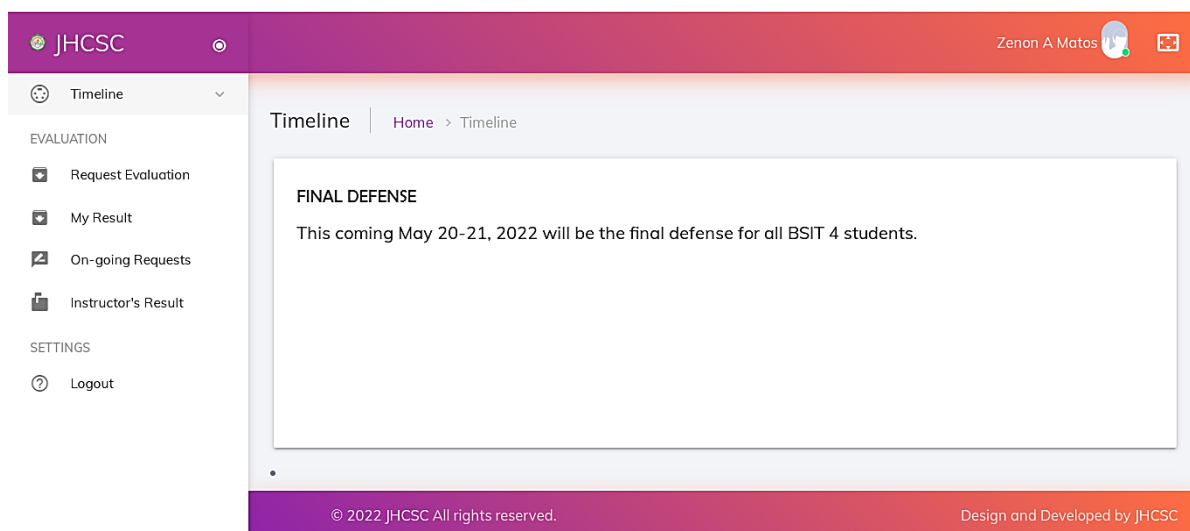 JHCSC
Zenon A Matos
Timeline
EVALUATION
Request Evaluation
My Result
On-going Requests
Instructor's Result
SETTINGS
Logout
Timeline
Home > Timeline
FINAL DEFENSE
This coming May 20-21, 2022 will be the final defense for all BSIT 4 students.
© 2022 JHCSC All rights reserved.
Design and Developed by JHCSC